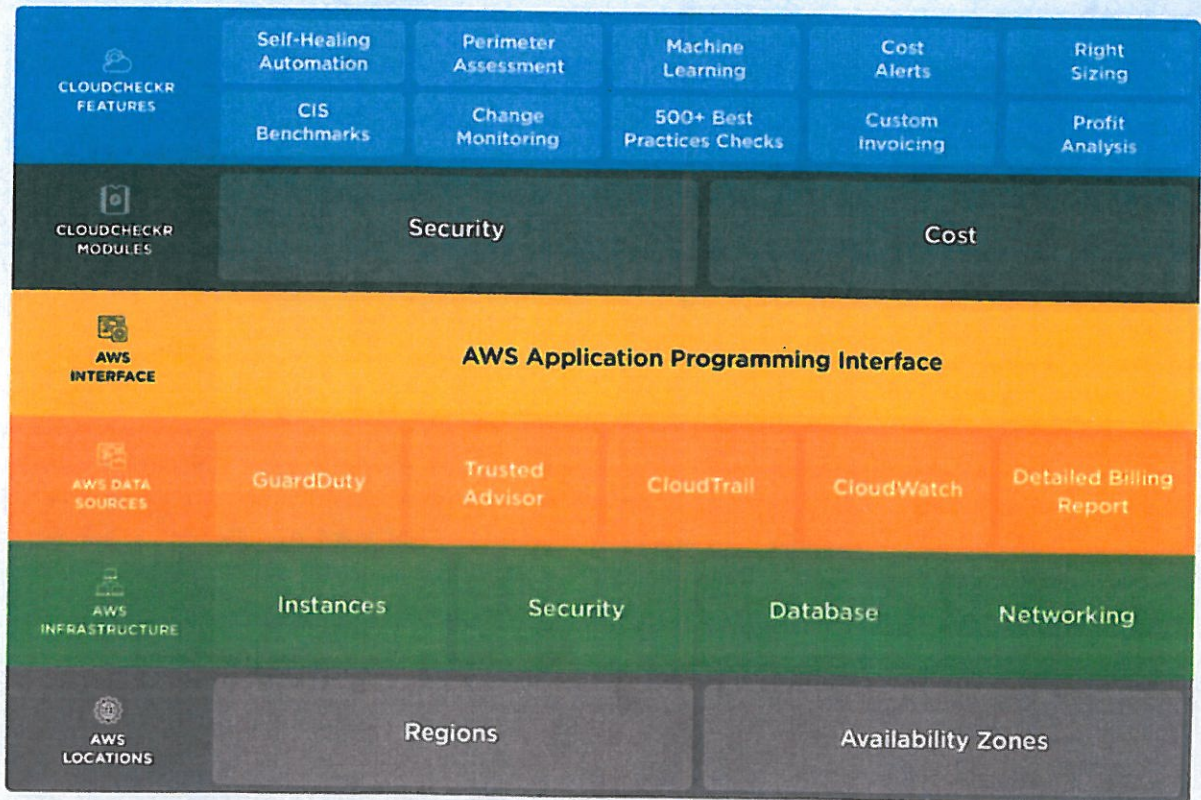 CLOUDCHECKR
FEATURES
Self-Healing
Automation
Perimeter
Assessment
Machine
Learning
Cost
Alerts
Right
Sizing
CIS
Benchmarks
Change
Monitoring
500+ Best
Practices Checks
Custom
Invoicing
Profit
Analysis
CLOUDCHECKR
MODULES
Security
Cost
AWS
INTERFACE
AWS Application Programming Interface
AWS DATA
SOURCES
GuardDuty
Trusted
Advisor
CloudTrail
CloudWatch
Detailed Billing
Report
AWS
INFRASTRUCTURE
Instances
Security
Database
Networking
AWS
LOCATIONS
Regions
Availability Zones